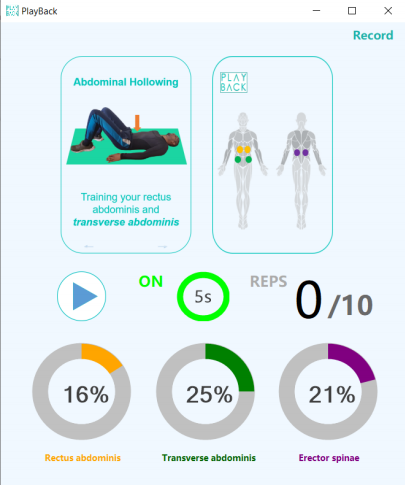 PlayBack
Record
Abdominal Hollowing
Training your rectus
abdominis and
transverse abdominis
PLAY
BACK
ON
5s
REPS
0/10
16%
25%
21%
Rectus abdominis
Transverse abdominis
Erector spinae